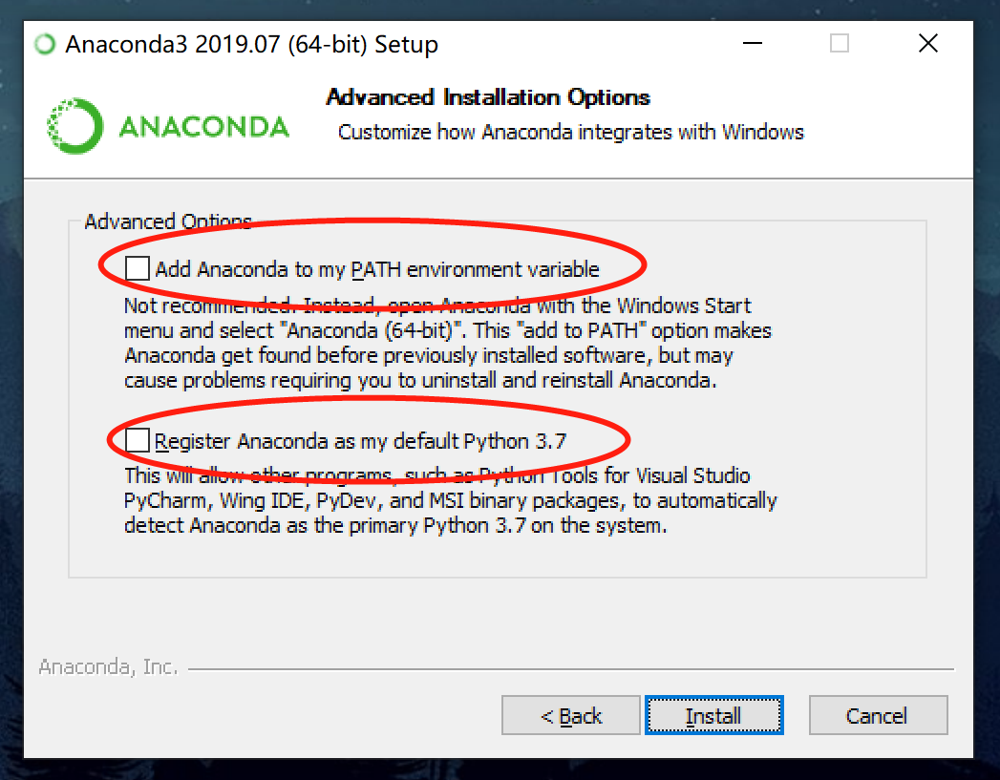 Anaconda3 2019.07 (64-bit) Setup
ANACONDA
Advanced Installation Options
Customize how Anaconda integrates with Windows
Advanced Options
Add Anaconda to my PATH environment variable
Not recommended. Instead, open Anaconda with the Windows Start
menu and select "Anaconda (64-bit)". This "add to PATH" option makes
Anaconda get found before previously installed software, but may
cause problems requiring you to uninstall and reinstall Anaconda.
Register Anaconda as my default Python 3.7
This will allow other programs, such as Python Tools for Visual Studio
PyCharm, Wing IDE, PyDev, and MSI binary packages, to automatically
detect Anaconda as the primary Python 3.7 on the system.
Anaconda, Inc.
< Back
Install
Cancel